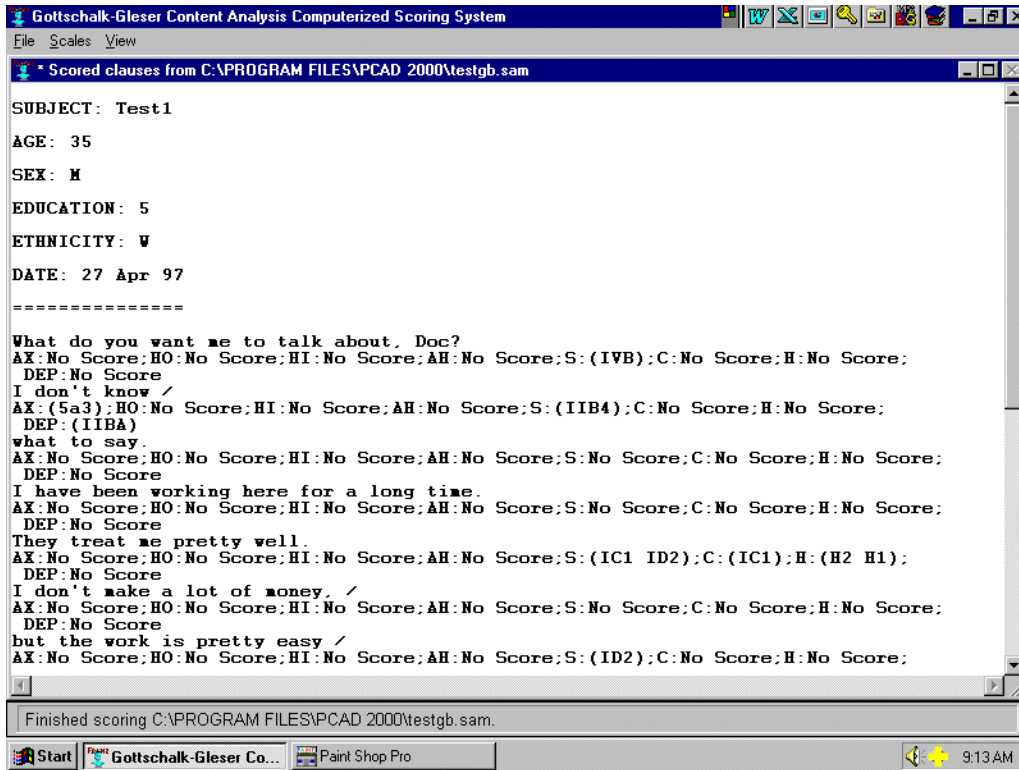 Gottschalk-Gleser Content Analysis Computerized Scoring System
File Scales View
* Scored clauses from C:\PROGRAM FILES\PCAD 2000\testgb.sam
SUBJECT: Test1
AGE: 35
SEX: M
EDUCATION: 5
ETHNICITY: W
DATE: 27 Apr 97
===============
What do you want me to talk about, Doc?
AX:No Score;HO:No Score;HI:No Score;AH:No Score;S:(IVB);C:No Score;H:No Score;
DEP:No Score
I don't know /
AX:(5a3);HO:No Score;HI:No Score;AH:No Score;S:(IIB4);C:No Score;H:No Score;
DEP:(IIBA)
what to say.
AX:No Score;HO:No Score;HI:No Score;AH:No Score;S:No Score;C:No Score;H:No Score;
DEP:No Score
I have been working here for a long time.
AX:No Score;HO:No Score;HI:No Score;AH:No Score;S:No Score;C:No Score;H:No Score;
DEP:No Score
They treat me pretty well.
AX:No Score;HO:No Score;HI:No Score;AH:No Score;S:(IC1 ID2);C:(IC1);H:(H2 H1);
DEP:No Score
I don't make a lot of money, /
AX:No Score;HO:No Score;HI:No Score;AH:No Score;S:No Score;C:No Score;H:No Score;
DEP:No Score
but the work is pretty easy /
AX:No Score;HO:No Score;HI:No Score;AH:No Score;S:(ID2);C:No Score;H:No Score;
Finished scoring C:\PROGRAM FILES\PCAD 2000\testgb.sam.
Start Gottschalk-Gleser Co... Paint Shop Pro 9:13 AM